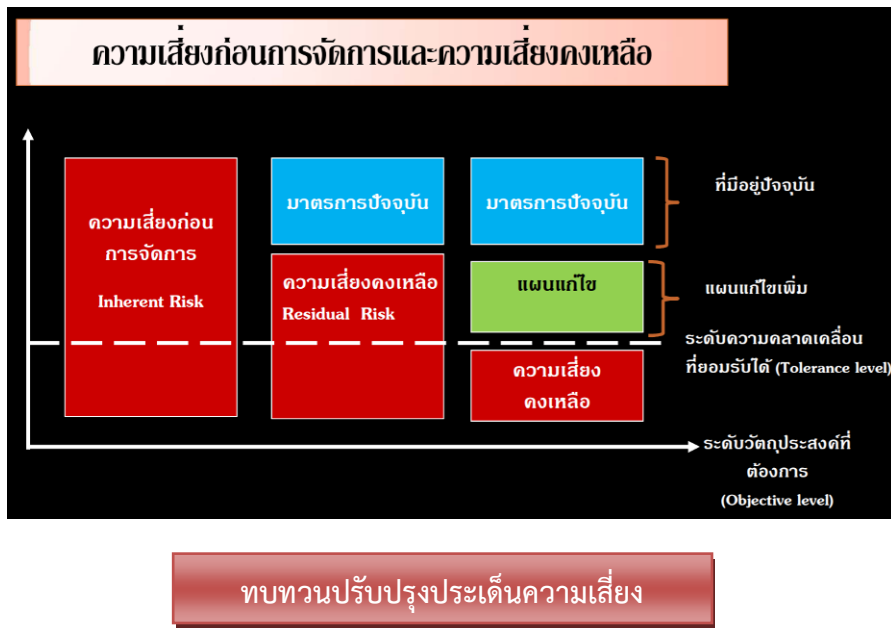 ความเสี่ยงก่อนการจัดการและความเสี่ยงคงเหลือ
ความเสี่ยงก่อน
การจัดการ
Inherent Risk
มาตรการปัจจุบัน
ความเสี่ยงคงเหลือ
Residual Risk
มาตรการปัจจุบัน
แผนแก้ไข
ความเสี่ยง
คงเหลือ
ที่มีอยู่ปัจจุบัน
แผนแก้ไขเพิ่ม
ระดับความคลาดเคลื่อน
ที่ยอมรับได้ (Tolerance level)
ระดับวัตถุประสงค์ที่
ต้องการ
(Objective level)
ทบทวนปรับปรุงประเด็นความเสี่ยง